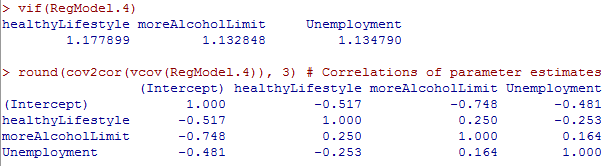 > vif(RegModel.4)
healthyLifestyle moreAlcoholLimit     Unemployment
        1.177899         1.132848         1.134790
> round(cov2cor(vcov(RegModel.4)), 3) # Correlations of parameter estimates
                 (Intercept) healthyLifestyle moreAlcoholLimit Unemployment
(Intercept)            1.000           -0.517           -0.748       -0.481
healthyLifestyle      -0.517            1.000            0.250       -0.253
moreAlcoholLimit      -0.748            0.250            1.000        0.164
Unemployment          -0.481           -0.253            0.164        1.000